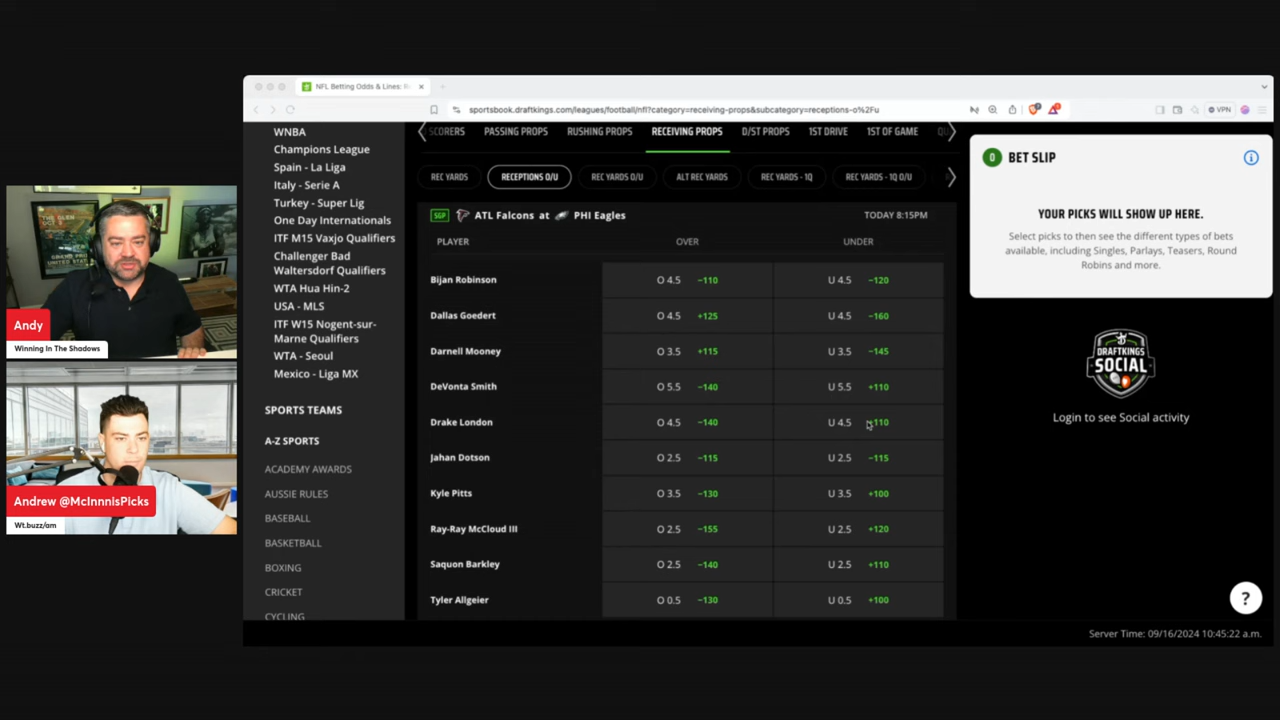 NFL Betting Odds & Lines: R
sportsbook.draftkings.com/leagues/football/nfl?category=receiving-props&subcategory=receptions-o%2Fu
VPN
WNBA
Champions League
Spain - La Liga
Italy - Serie A
Turkey - Super Lig
One Day Internationals
ITF M15 Vaxjo Qualifiers
Challenger Bad
Waltersdorf Qualifiers
WTA Hua Hin-2
USA - MLS
ITF W15 Nogent-sur-
Marne Qualifiers
WTA - Seoul
Mexico - Liga MX
SPORTS TEAMS
A-Z SPORTS
ACADEMY AWARDS
AUSSIE RULES
BASEBALL
BASKETBALL
BOXING
CRICKET
CYCLING
SCORERS PASSING PROPS RUSHING PROPS RECEIVING PROPS D/ST PROPS 1ST DRIVE 1ST OF GAME
REC YARDS RECEPTIONS O/U REC YARDS O/U ALT REC YARDS REC YARDS - 1Q REC YARDS - 1Q O/U
SGP ATL Falcons at PHI Eagles TODAY 8:15PM
PLAYER OVER UNDER
Bijan Robinson O 4.5 −110 U 4.5 −120
Dallas Goedert O 4.5 +125 U 4.5 −160
Darnell Mooney O 3.5 +115 U 3.5 −145
DeVonta Smith O 5.5 −140 U 5.5 +110
Drake London O 4.5 −140 U 4.5 +110
Jahan Dotson O 2.5 −115 U 2.5 −115
Kyle Pitts O 3.5 −130 U 3.5 +100
Ray-Ray McCloud III O 2.5 −155 U 2.5 +120
Saquon Barkley O 2.5 −140 U 2.5 +110
Tyler Allgeier O 0.5 −130 U 0.5 +100
0 BET SLIP
YOUR PICKS WILL SHOW UP HERE.
Select picks to then see the different types of bets
available, including Singles, Parlays, Teasers, Round
Robins and more.
DRAFTKINGS
SOCIAL
Login to see Social activity
?
Server Time: 09/16/2024 10:45:22 a.m.
Andy
Winning In The Shadows
Andrew @McInnnisPicks
Wt.buzz/am